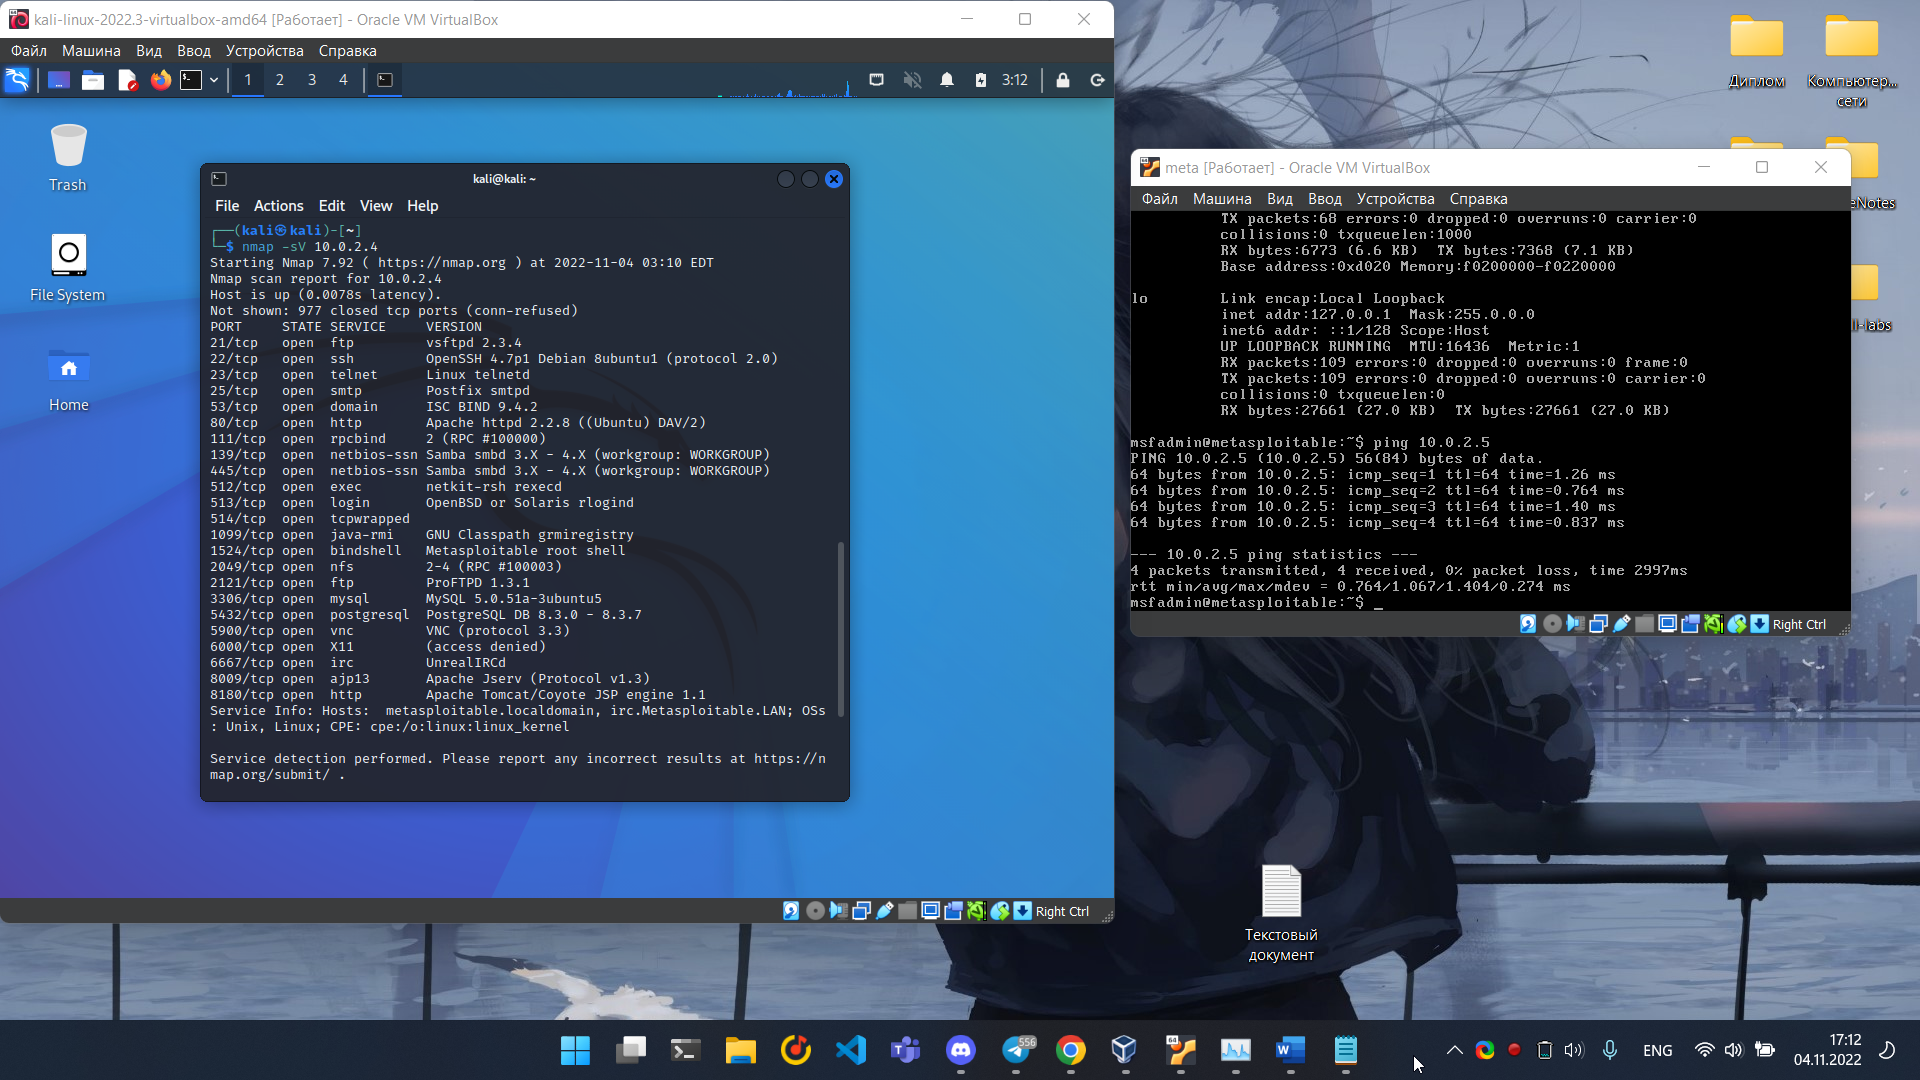 kali-linux-2022.3-virtualbox-amd64 [Работает] - Oracle VM VirtualBox
Файл Машина Вид Ввод Устройства Справка
1 2 3 4 3:12
Trash
File System
Home
kali@kali: ~
File Actions Edit View Help
┌──(kali㉿kali)-[~]
└─$ nmap -sV 10.0.2.4
Starting Nmap 7.92 ( https://nmap.org ) at 2022-11-04 03:10 EDT
Nmap scan report for 10.0.2.4
Host is up (0.0078s latency).
Not shown: 977 closed tcp ports (conn-refused)
PORT STATE SERVICE VERSION
21/tcp open ftp vsftpd 2.3.4
22/tcp open ssh OpenSSH 4.7p1 Debian 8ubuntu1 (protocol 2.0)
23/tcp open telnet Linux telnetd
25/tcp open smtp Postfix smtpd
53/tcp open domain ISC BIND 9.4.2
80/tcp open http Apache httpd 2.2.8 ((Ubuntu) DAV/2)
111/tcp open rpcbind 2 (RPC #100000)
139/tcp open netbios-ssn Samba smbd 3.X - 4.X (workgroup: WORKGROUP)
445/tcp open netbios-ssn Samba smbd 3.X - 4.X (workgroup: WORKGROUP)
512/tcp open exec netkit-rsh rexecd
513/tcp open login OpenBSD or Solaris rlogind
514/tcp open tcpwrapped
1099/tcp open java-rmi GNU Classpath grmiregistry
1524/tcp open bindshell Metasploitable root shell
2049/tcp open nfs 2-4 (RPC #100003)
2121/tcp open ftp ProFTPD 1.3.1
3306/tcp open mysql MySQL 5.0.51a-3ubuntu5
5432/tcp open postgresql PostgreSQL DB 8.3.0 - 8.3.7
5900/tcp open vnc VNC (protocol 3.3)
6000/tcp open X11 (access denied)
6667/tcp open irc UnrealIRCd
8009/tcp open ajp13 Apache Jserv (Protocol v1.3)
8180/tcp open http Apache Tomcat/Coyote JSP engine 1.1
Service Info: Hosts:  metasploitable.localdomain, irc.Metasploitable.LAN; OSs
: Unix, Linux; CPE: cpe:/o:linux:linux_kernel
Service detection performed. Please report any incorrect results at https://n
map.org/submit/ .
Right Ctrl
meta [Работает] - Oracle VM VirtualBox
Файл Машина Вид Ввод Устройства Справка
TX packets:68 errors:0 dropped:0 overruns:0 carrier:0
collisions:0 txqueuelen:1000
RX bytes:6773 (6.6 KB)  TX bytes:7368 (7.1 KB)
Base address:0xd020 Memory:f0200000-f0220000
lo Link encap:Local Loopback
inet addr:127.0.0.1  Mask:255.0.0.0
inet6 addr: ::1/128 Scope:Host
UP LOOPBACK RUNNING  MTU:16436  Metric:1
RX packets:109 errors:0 dropped:0 overruns:0 frame:0
TX packets:109 errors:0 dropped:0 overruns:0 carrier:0
collisions:0 txqueuelen:0
RX bytes:27661 (27.0 KB)  TX bytes:27661 (27.0 KB)
msfadmin@metasploitable:~$ ping 10.0.2.5
PING 10.0.2.5 (10.0.2.5) 56(84) bytes of data.
64 bytes from 10.0.2.5: icmp_seq=1 ttl=64 time=1.26 ms
64 bytes from 10.0.2.5: icmp_seq=2 ttl=64 time=0.764 ms
64 bytes from 10.0.2.5: icmp_seq=3 ttl=64 time=1.40 ms
64 bytes from 10.0.2.5: icmp_seq=4 ttl=64 time=0.837 ms
--- 10.0.2.5 ping statistics ---
4 packets transmitted, 4 received, 0% packet loss, time 2997ms
rtt min/avg/max/mdev = 0.764/1.067/1.404/0.274 ms
msfadmin@metasploitable:~$ _
Right Ctrl
Диплом
Компьютер...
сети
eNotes
ll-labs
Текстовый
документ
556
64
ENG
17:12
04.11.2022